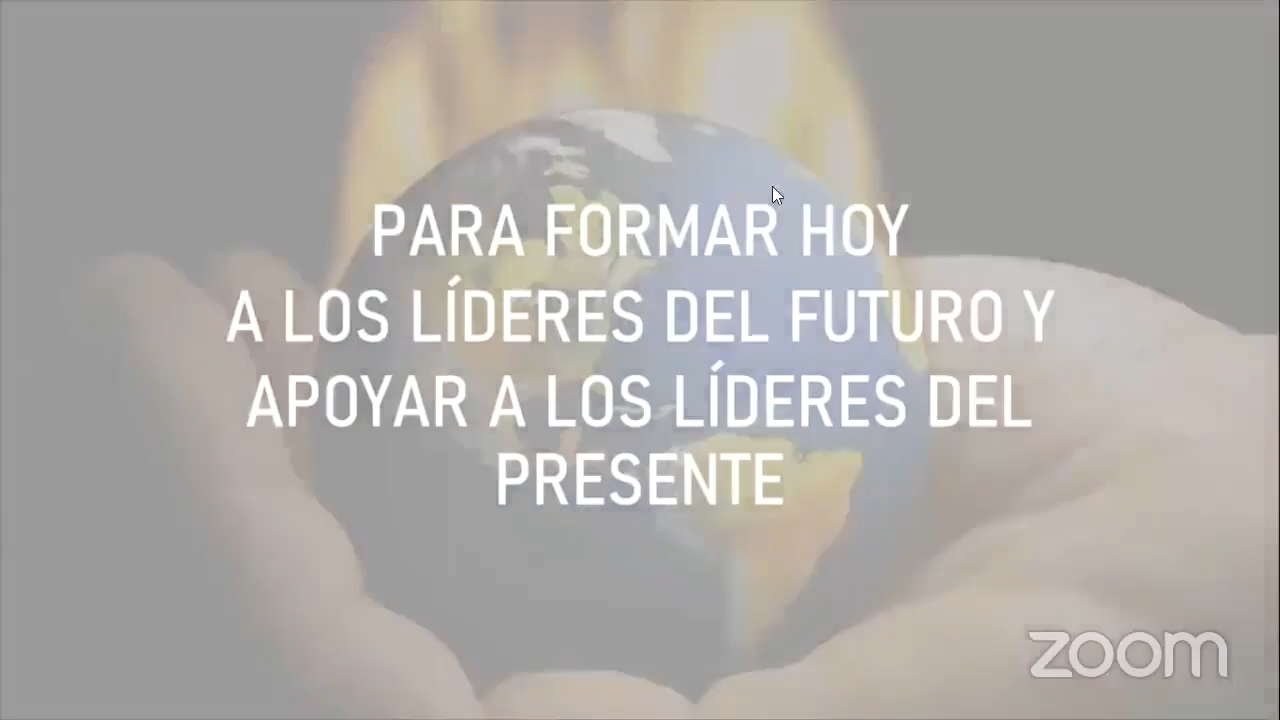 PARA FORMAR HOY
A LOS LÍDERES DEL FUTURO Y
APOYAR A LOS LÍDERES DEL
PRESENTE
zoom